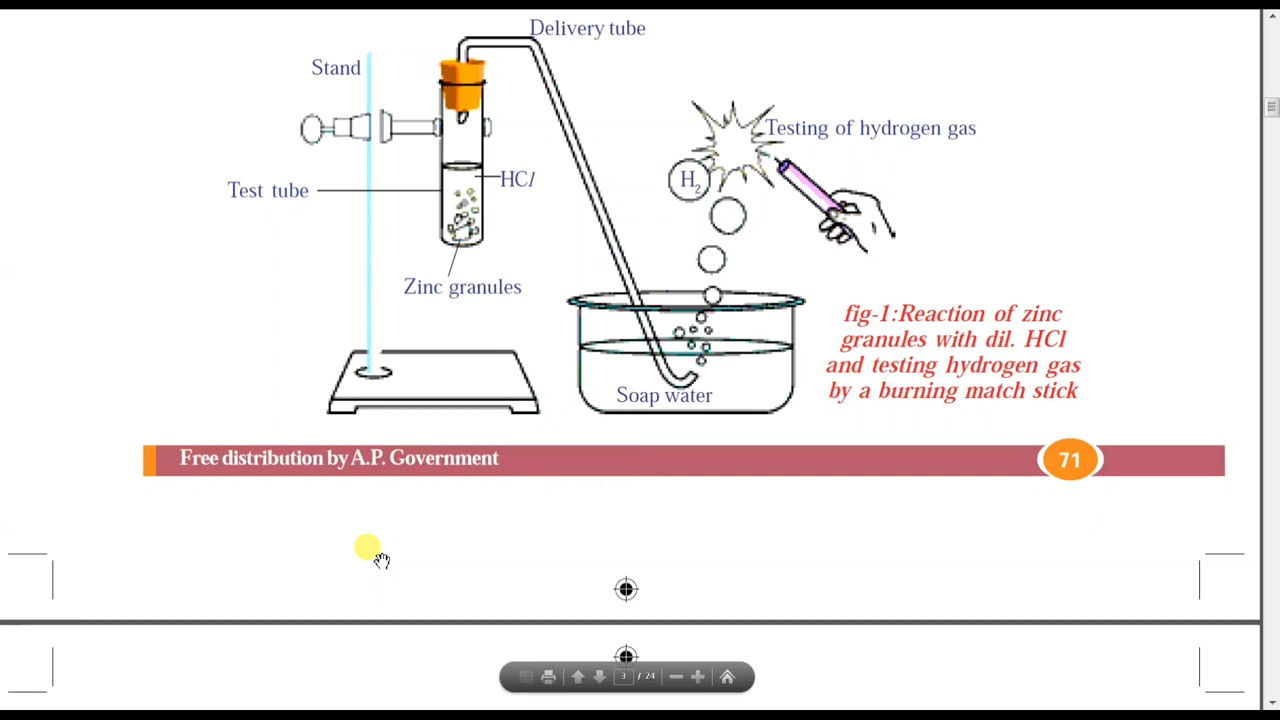 Delivery tube
Stand
Testing of hydrogen gas
HCl
H2
Test tube
Zinc granules
fig-1:Reaction of zinc
granules with dil. HCl
and testing hydrogen gas
by a burning match stick
Soap water
Free distribution by A.P. Government
71
3 / 24